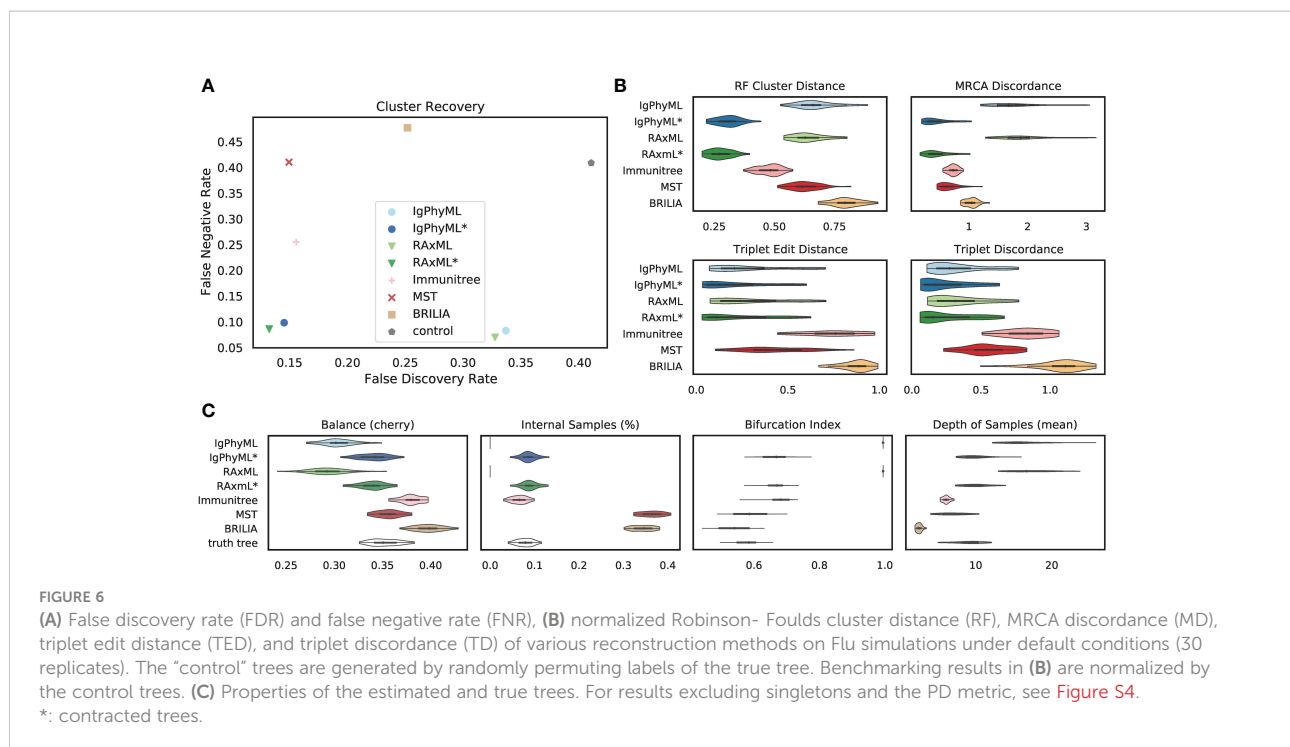 A
Cluster Recovery
0.45
0.40
0.35
0.30
0.25
0.20
0.15
0.10
0.05
False Negative Rate
IgPhyML
IgPhyML*
RAxML
RAxML*
Immunitree
MST
BRILIA
control
0.15 0.20 0.25 0.30 0.35 0.40
False Discovery Rate
B
RF Cluster Distance MRCA Discordance
IgPhyML
IgPhyML*
RAxML
RAxmL*
Immunitree
MST
BRILIA
0.25 0.50 0.75 1 2 3
Triplet Edit Distance Triplet Discordance
IgPhyML
IgPhyML*
RAxML
RAxmL*
Immunitree
MST
BRILIA
0.0 0.5 1.0 0.0 0.5 1.0
C
Balance (cherry) Internal Samples (%) Bifurcation Index Depth of Samples (mean)
IgPhyML
IgPhyML*
RAxML
RAxmL*
Immunitree
MST
BRILIA
truth tree
0.25 0.30 0.35 0.40 0.0 0.1 0.2 0.3 0.4 0.6 0.8 1.0 10 20
FIGURE 6
(A) False discovery rate (FDR) and false negative rate (FNR), (B) normalized Robinson- Foulds cluster distance (RF), MRCA discordance (MD),
triplet edit distance (TED), and triplet discordance (TD) of various reconstruction methods on Flu simulations under default conditions (30
replicates). The “control” trees are generated by randomly permuting labels of the true tree. Benchmarking results in (B) are normalized by
the control trees. (C) Properties of the estimated and true trees. For results excluding singletons and the PD metric, see Figure S4.
*: contracted trees.